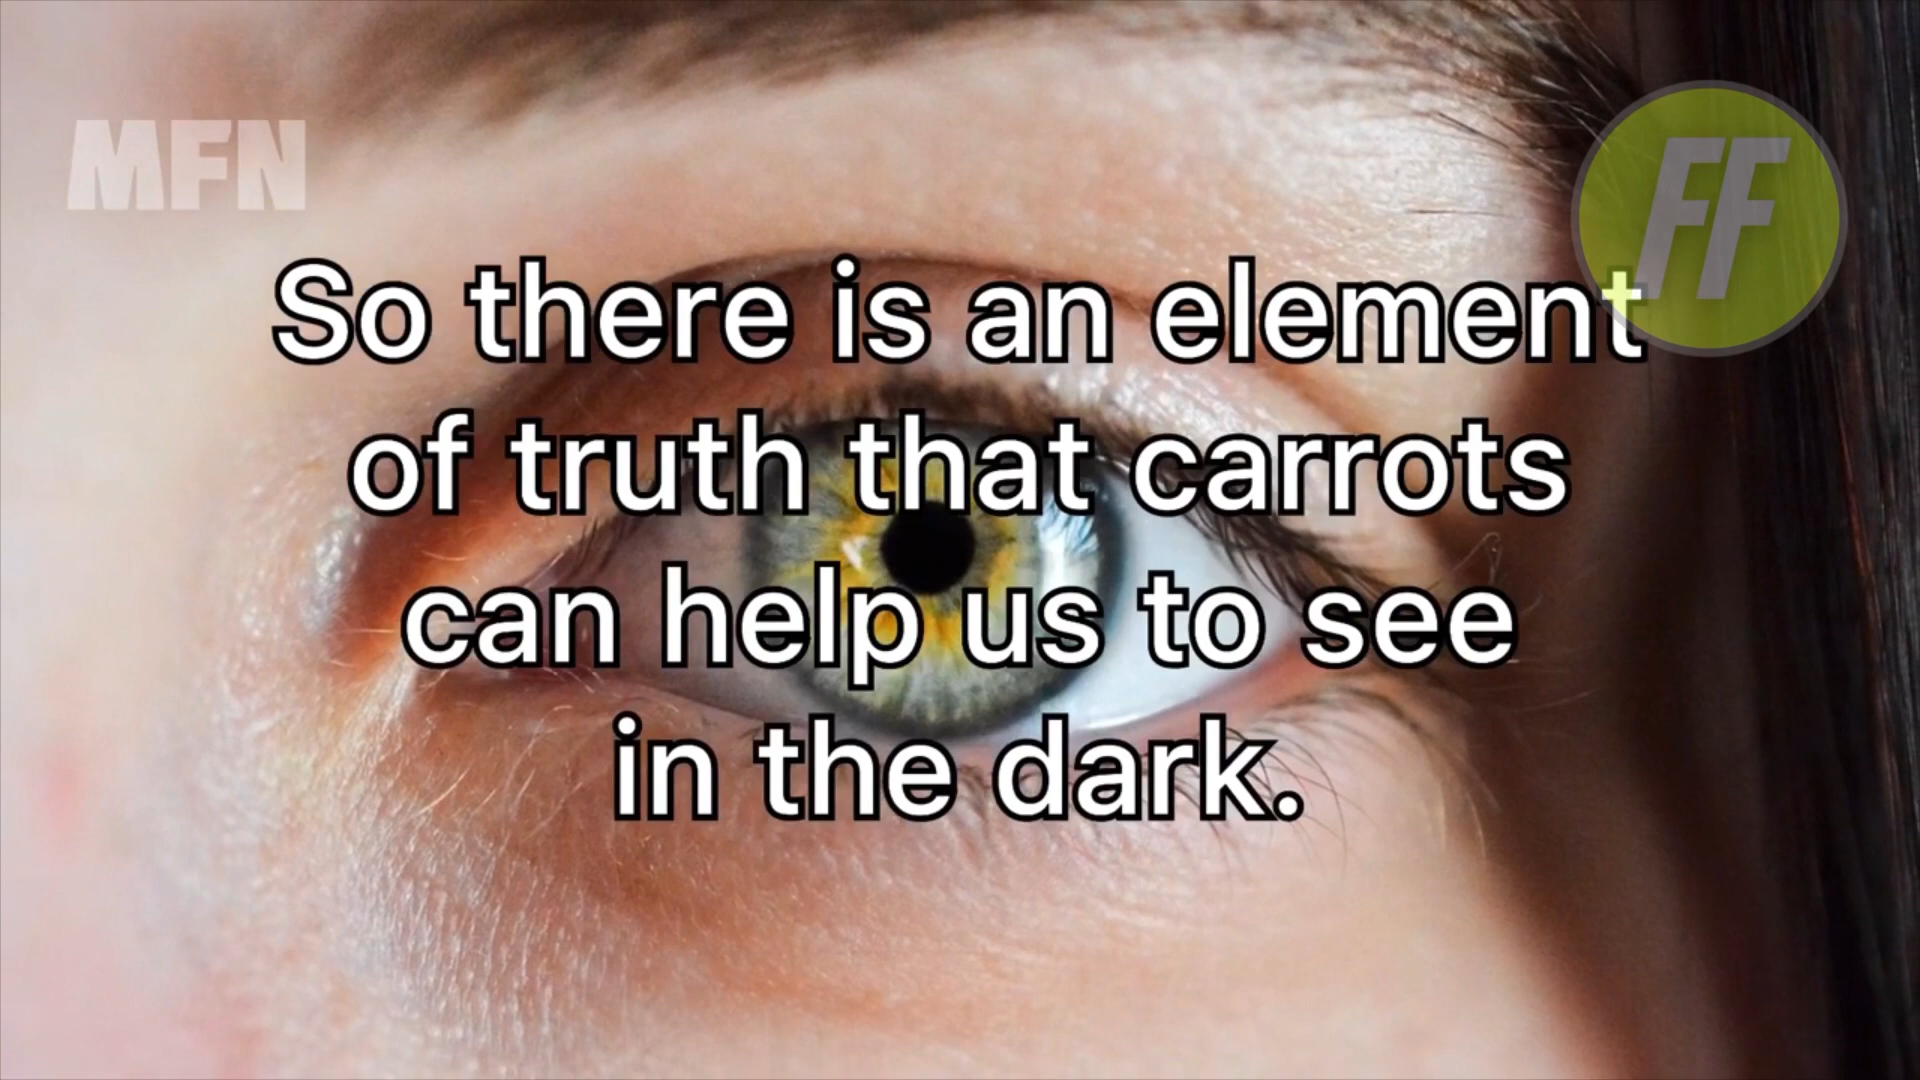 MFN
FF
So there is an element
of truth that carrots
can help us to see
in the dark.